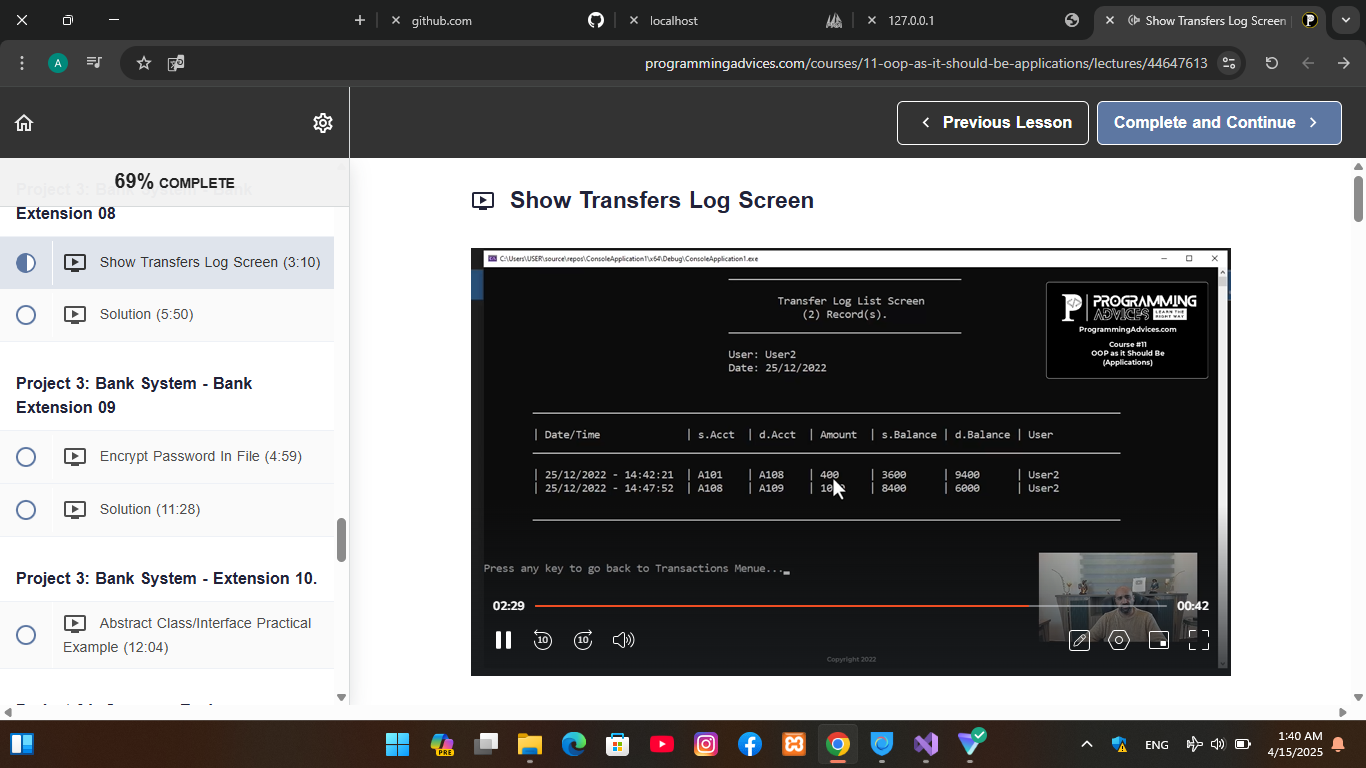 github.com
localhost
127.0.0.1
Show Transfers Log Screen
A
programmingadvices.com/courses/11-oop-as-it-should-be-applications/lectures/44647613
Previous Lesson
Complete and Continue
69% COMPLETE
Extension 08
Show Transfers Log Screen (3:10)
Solution (5:50)
Project 3: Bank System - Bank
Extension 09
Encrypt Password In File (4:59)
Solution (11:28)
Project 3: Bank System - Extension 10.
Abstract Class/Interface Practical
Example (12:04)
Show Transfers Log Screen
C:\Users\USER\source\repos\ConsoleApplication1\x64\Debug\ConsoleApplication1.exe
Transfer Log List Screen
(2) Record(s).
User: User2
Date: 25/12/2022
PROGRAMMING
ADVICES LEARN THE RIGHT WAY
ProgrammingAdvices.com
Course #11
OOP as it Should Be
(Applications)
| Date/Time | s.Acct | d.Acct | Amount | s.Balance | d.Balance | User
| 25/12/2022 - 14:42:21 | A101 | A108 | 400 | 3600 | 9400 | User2
| 25/12/2022 - 14:47:52 | A108 | A109 | | 8400 | 6000 | User2
Press any key to go back to Transactions Menue...
02:29
00:42
10
10
Copyright 2022
PRE
ENG
1:40 AM
4/15/2025